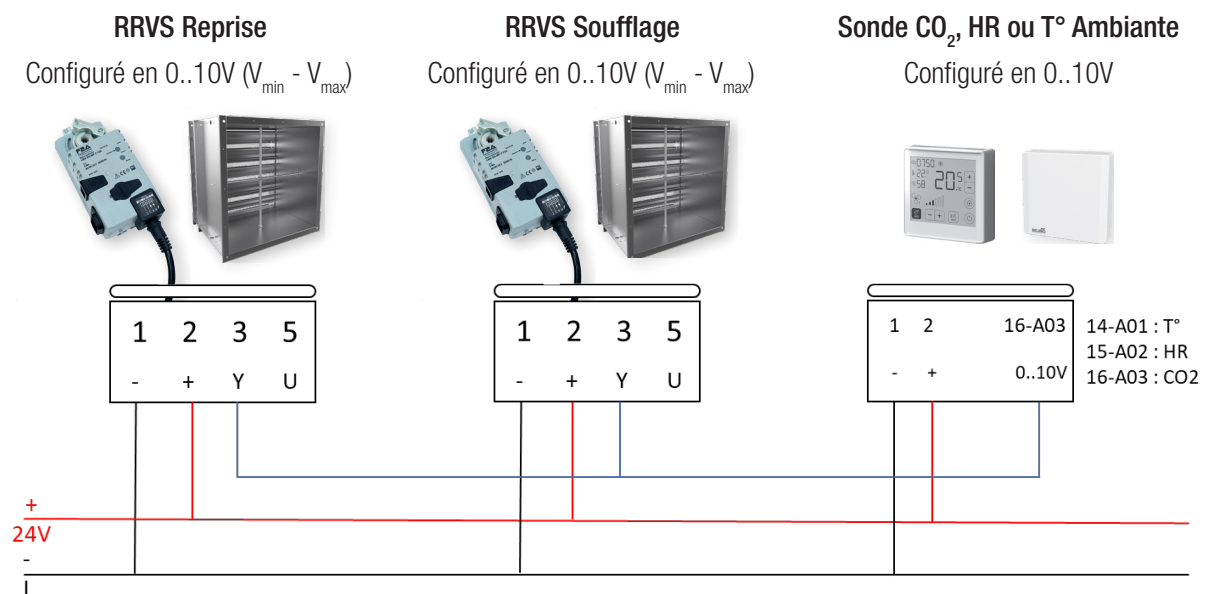 RRVS Reprise
Configuré en 0..10V (Vmin - Vmax)
RRVS Soufflage
Configuré en 0..10V (Vmin - Vmax)
Sonde CO2, HR ou T° Ambiante
Configuré en 0..10V
1 2 3 5
- + Y U
1 2 3 5
- + Y U
1 2 16-A03
- + 0..10V
14-A01 : T°
15-A02 : HR
16-A03 : CO2
+
24V
-